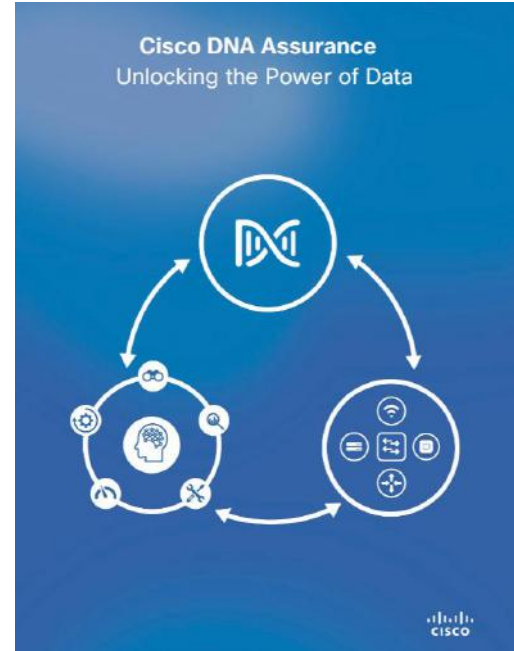 Cisco DNA Assurance
Unlocking the Power of Data
CISCO